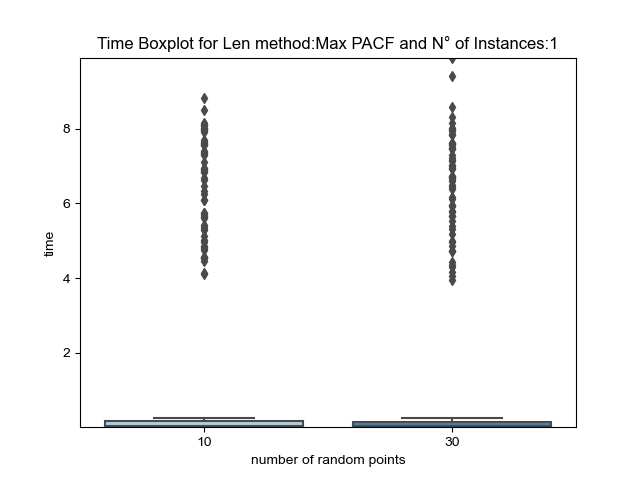 Time Boxplot for Len method:Max PACF and N° of Instances:1
time
8
6
4
2
10 30
number of random points